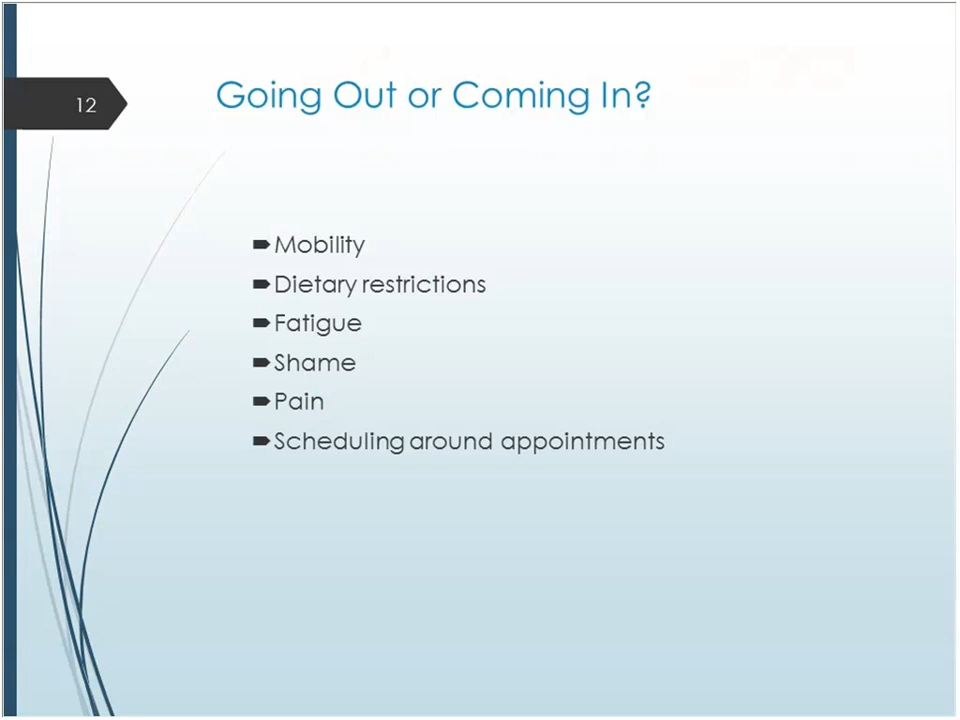 12
Going Out or Coming In?
Mobility
Dietary restrictions
Fatigue
Shame
Pain
Scheduling around appointments